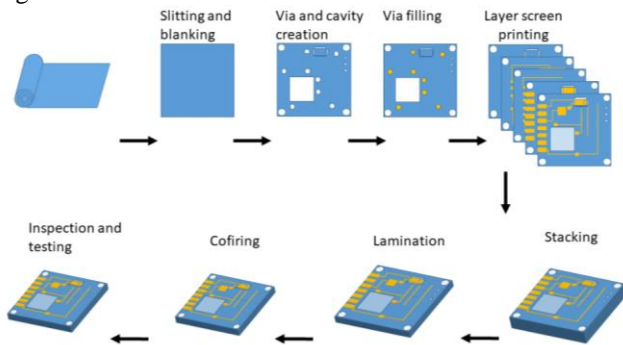 Slitting and
blanking
Via and cavity
creation
Via filling
Layer screen
printing
Inspection and
testing
Cofiring
Lamination
Stacking